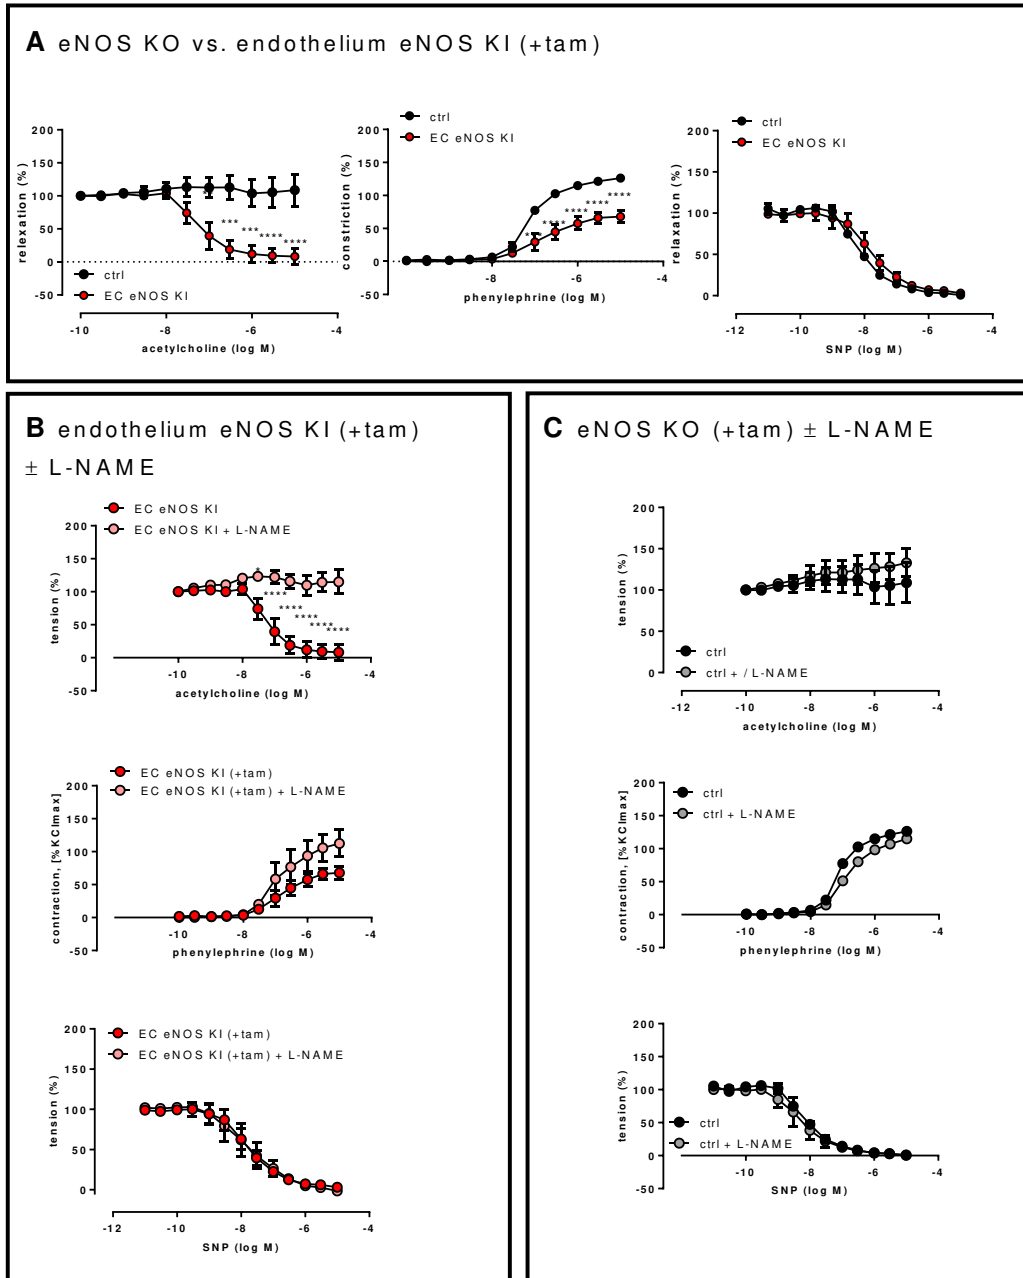 A eNOS KO vs. endothelium eNOS KI (+tam)
200
150
100
50
0
-50
relaxation (%)
ctrl
EC eNOS KI
-10
-8
-6
-4
acetylcholine (log M)
***
***
****
****
ctrl
EC eNOS KI
200
150
100
50
0
-50
constriction (%)
****
****
****
****
-8
-6
-4
phenylephrine (log M)
ctrl
EC eNOS KI
200
150
100
50
0
relaxation (%)
-12
-10
-8
-6
-4
SNP (log M)
B endothelium eNOS KI (+tam)
± L-NAME
EC eNOS KI
EC eNOS KI + L-NAME
200
150
100
50
0
-50
tension (%)
*
****
****
****
****
****
-10
-8
-6
-4
acetylcholine (log M)
EC eNOS KI (+tam)
EC eNOS KI (+tam) + L-NAME
200
150
100
50
0
-50
contraction, [%KClmax]
-10
-8
-6
-4
phenylephrine (log M)
EC eNOS KI (+tam)
EC eNOS KI (+tam) + L-NAME
200
150
100
50
0
tension (%)
-12
-10
-8
-6
-4
SNP (log M)
C eNOS KO (+tam) ± L-NAME
200
150
100
50
0
tension (%)
ctrl
ctrl + / L-NAME
-12
-10
-8
-6
-4
acetylcholine (log M)
ctrl
ctrl + L-NAME
200
150
100
50
0
-50
contraction, [%KClmax]
-10
-8
-6
-4
phenylephrine (log M)
200
150
100
50
0
-50
tension (%)
ctrl
ctrl + L-NAME
-10
-8
-6
-4
SNP (log M)